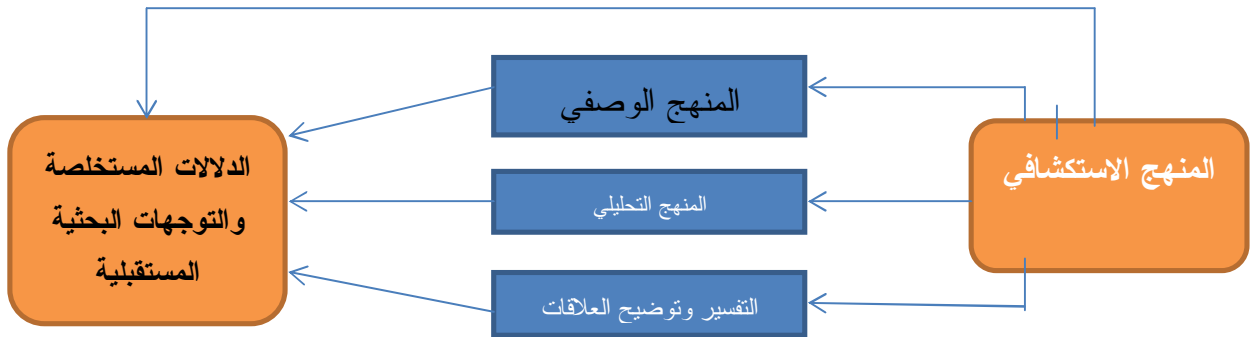 المنهج الاستكشافي
المنهج الوصفي
المنهج التحليلي
التفسير وتوضيح العلاقات
الدلالات المستخلصة
والتوجهات البحثية
المستقبلية